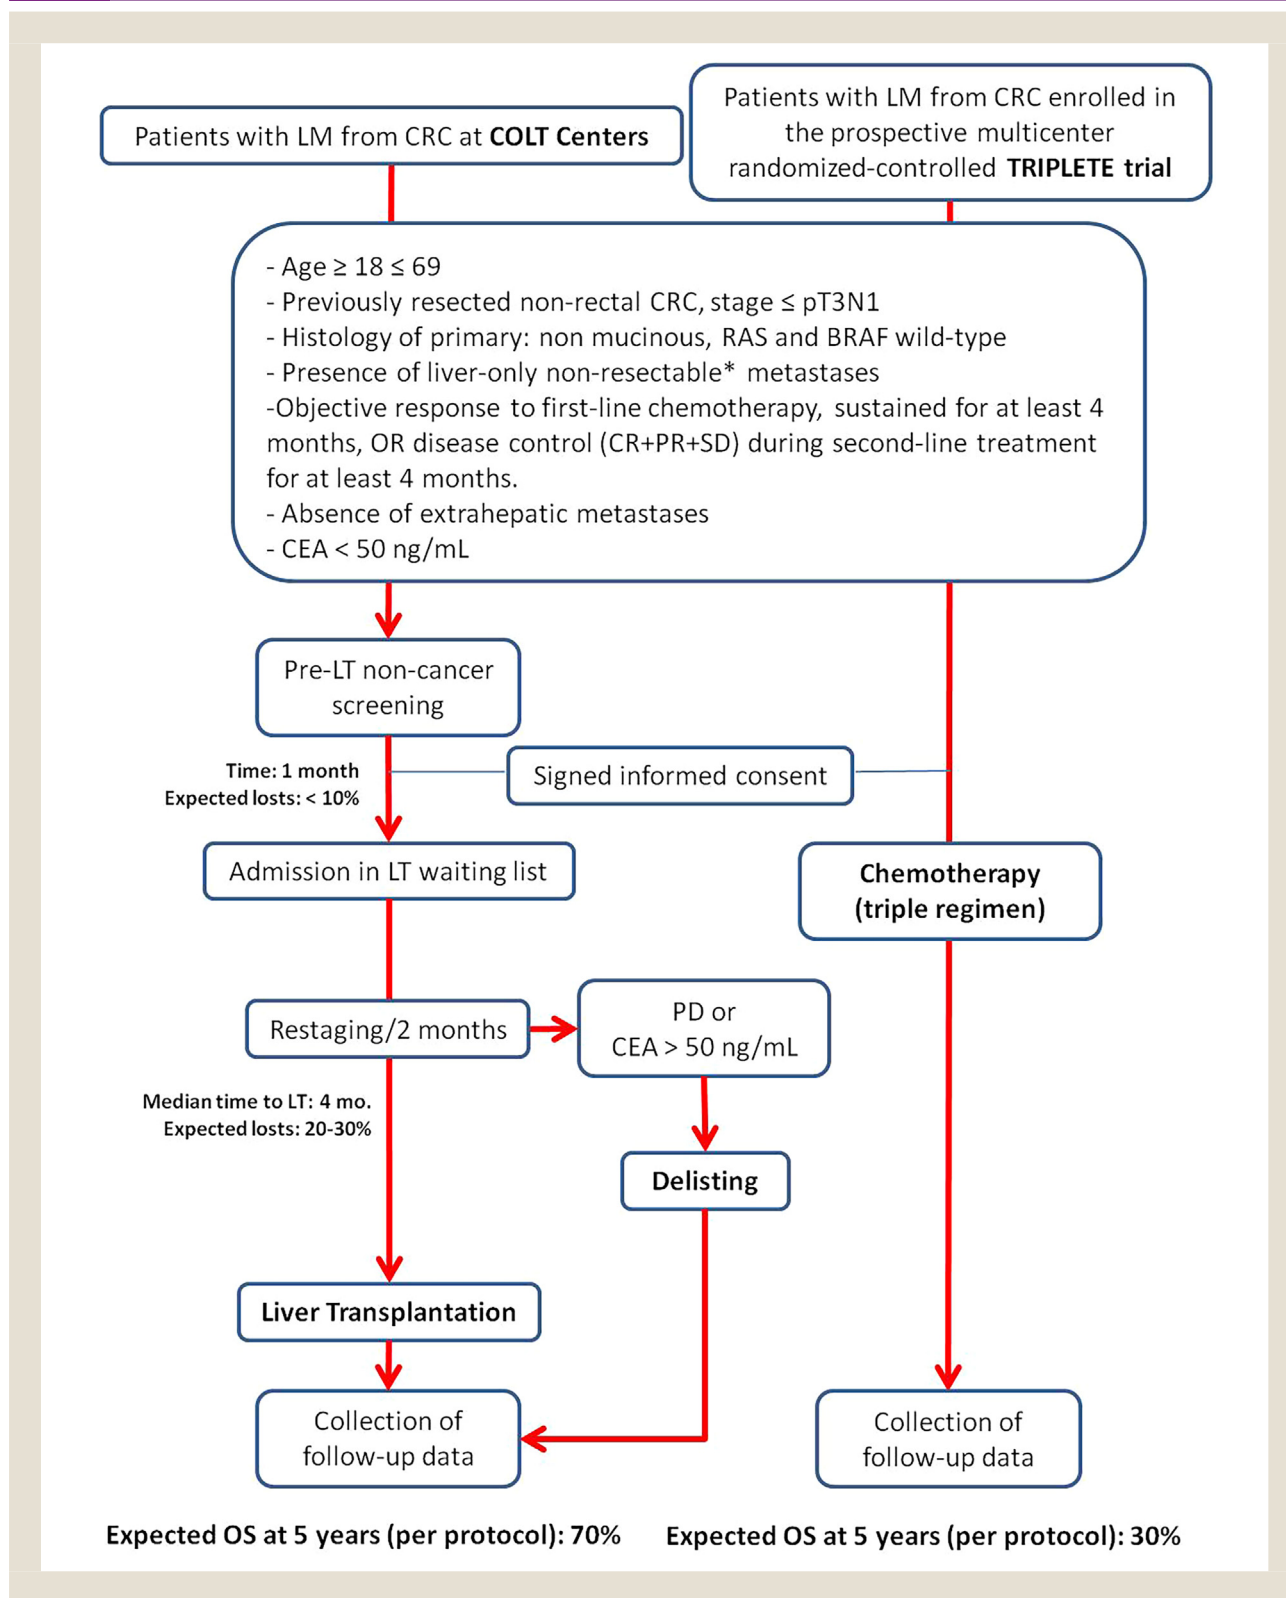 Patients with LM from CRC at COLT Centers
Patients with LM from CRC enrolled in
the prospective multicenter
randomized-controlled TRIPLETE trial
- Age ≥ 18 ≤ 69
- Previously resected non-rectal CRC, stage ≤ pT3N1
- Histology of primary: non mucinous, RAS and BRAF wild-type
- Presence of liver-only non-resectable* metastases
-Objective response to first-line chemotherapy, sustained for at least 4
months, OR disease control (CR+PR+SD) during second-line treatment
for at least 4 months.
- Absence of extrahepatic metastases
- CEA < 50 ng/mL
Pre-LT non-cancer
screening
Time: 1 month
Expected losts: < 10%
Signed informed consent
Admission in LT waiting list
Chemotherapy
(triple regimen)
Restaging/2 months
PD or
CEA > 50 ng/mL
Median time to LT: 4 mo.
Expected losts: 20-30%
Delisting
Liver Transplantation
Collection of
follow-up data
Collection of
follow-up data
Expected OS at 5 years (per protocol): 70%
Expected OS at 5 years (per protocol): 30%